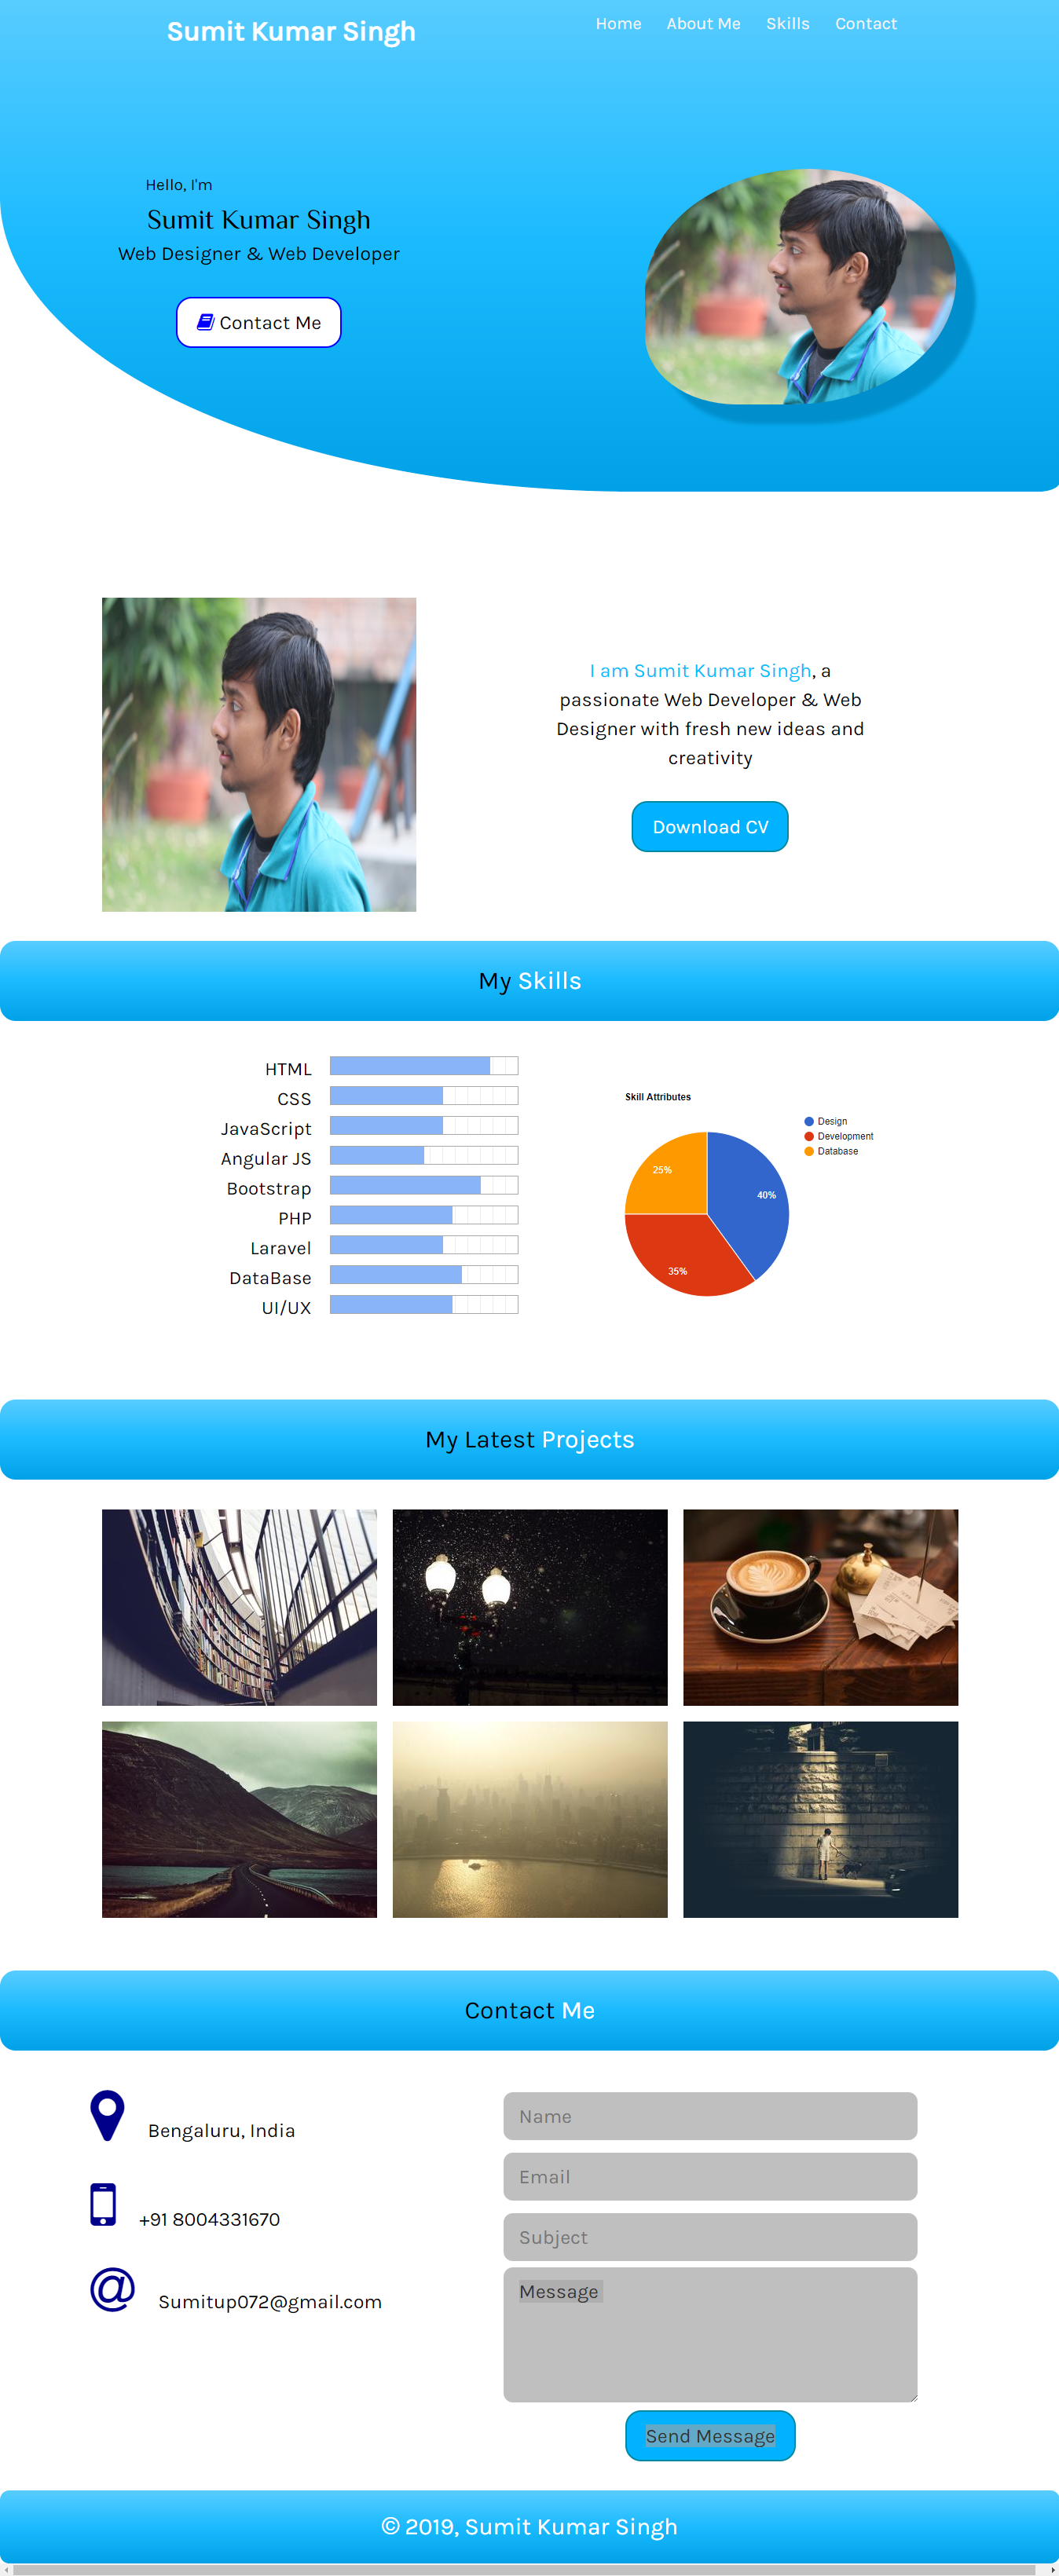 Sumit Kumar Singh
Home About Me Skills Contact
Hello, I'm
Sumit Kumar Singh
Web Designer & Web Developer
Contact Me
I am Sumit Kumar Singh, a
passionate Web Developer & Web
Designer with fresh new ideas and
creativity
Download CV
My Skills
HTML
CSS
JavaScript
Angular JS
Bootstrap
PHP
Laravel
DataBase
UI/UX
Skill Attributes
Design
Development
Database
25%
40%
35%
My Latest Projects
Contact Me
Bengaluru, India
+91 8004331670
@ Sumitup072@gmail.com
Name
Email
Subject
Message
Send Message
© 2019, Sumit Kumar Singh